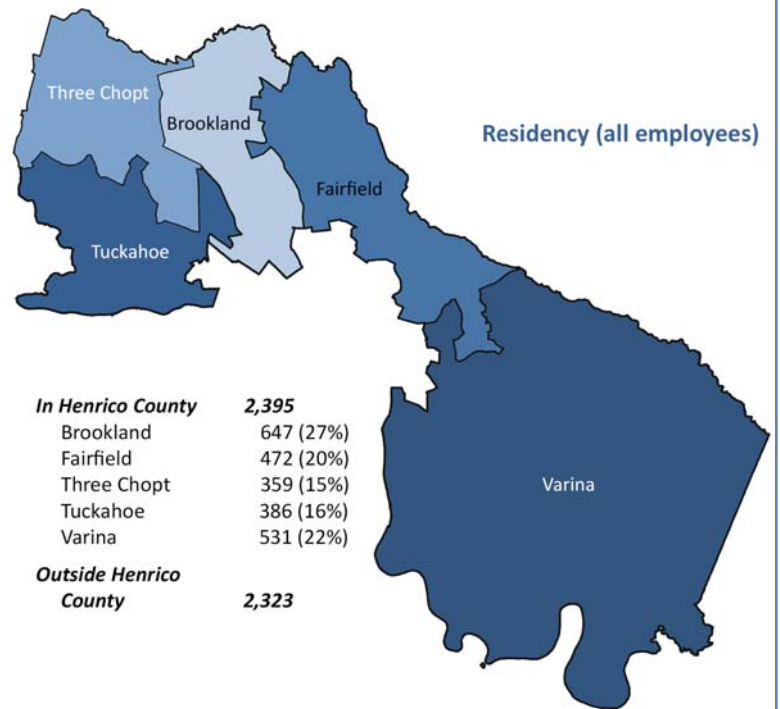 Three Chopt
Brookland
Residency (all employees)
Fairfield
Tuckahoe
In Henrico County 2,395
Brookland 647 (27%)
Fairfield 472 (20%)
Three Chopt 359 (15%)
Tuckahoe 386 (16%)
Varina 531 (22%)
Outside Henrico
County 2,323
Varina